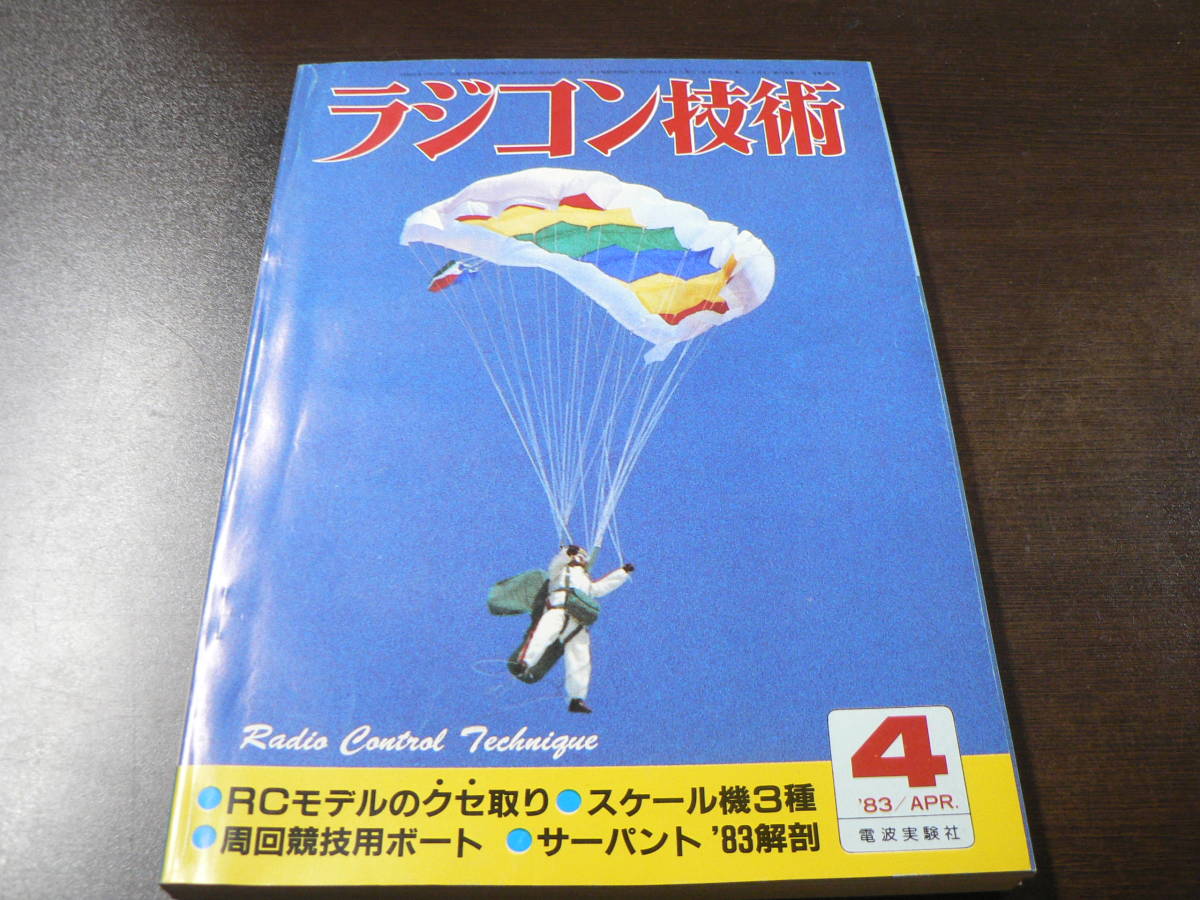 ラジコン技術
Radio Control Technique
4
'83/APR.
電波実験社
●RCモデルのクセ取り●スケール機3種
●周回競技用ボート ●サーパント '83解剖